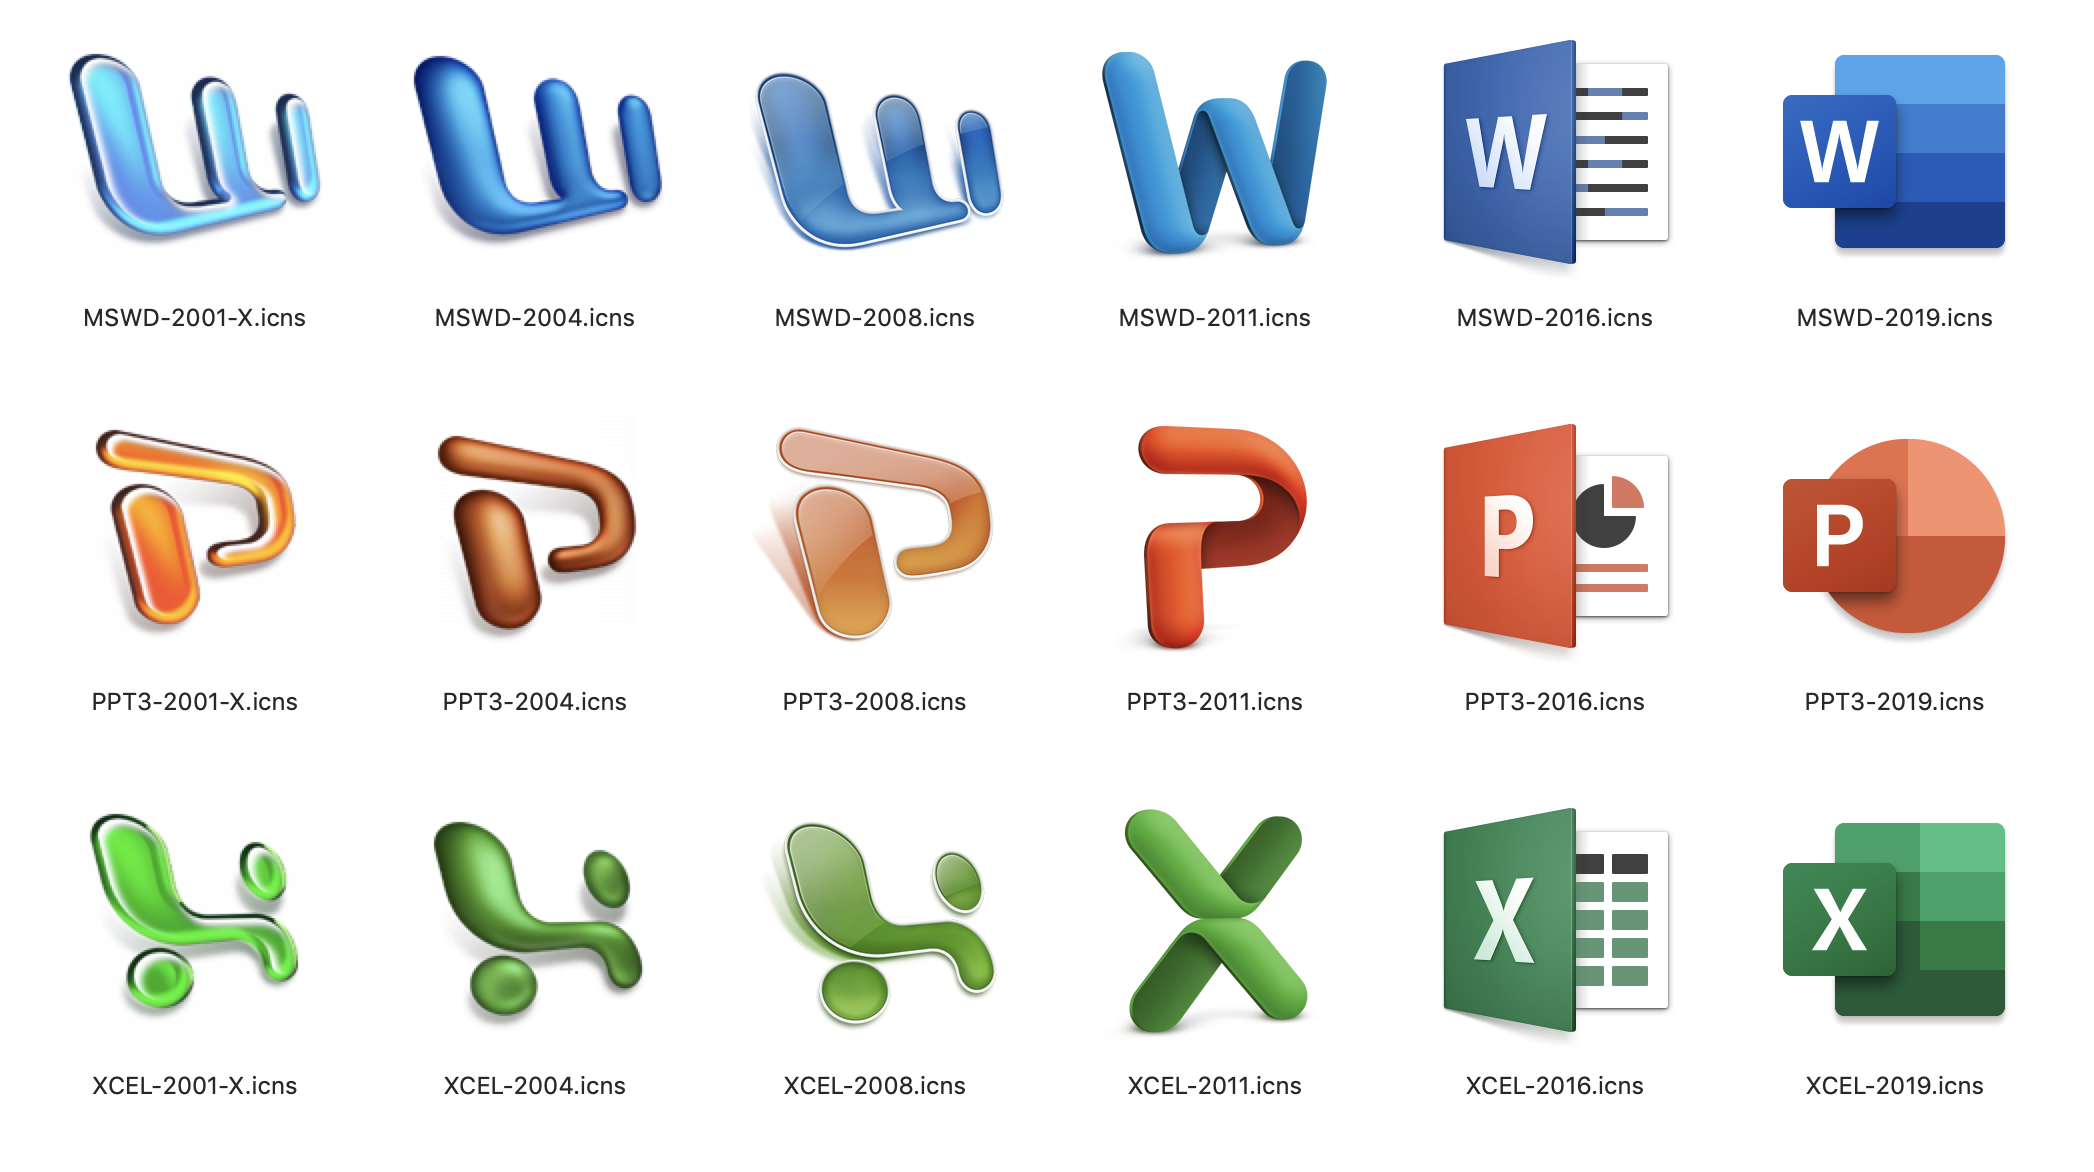 W W
MSWD-2001-X.icns MSWD-2004.icns MSWD-2008.icns MSWD-2011.icns MSWD-2016.icns MSWD-2019.icns
P P
PPT3-2001-X.icns PPT3-2004.icns PPT3-2008.icns PPT3-2011.icns PPT3-2016.icns PPT3-2019.icns
X X
XCEL-2001-X.icns XCEL-2004.icns XCEL-2008.icns XCEL-2011.icns XCEL-2016.icns XCEL-2019.icns